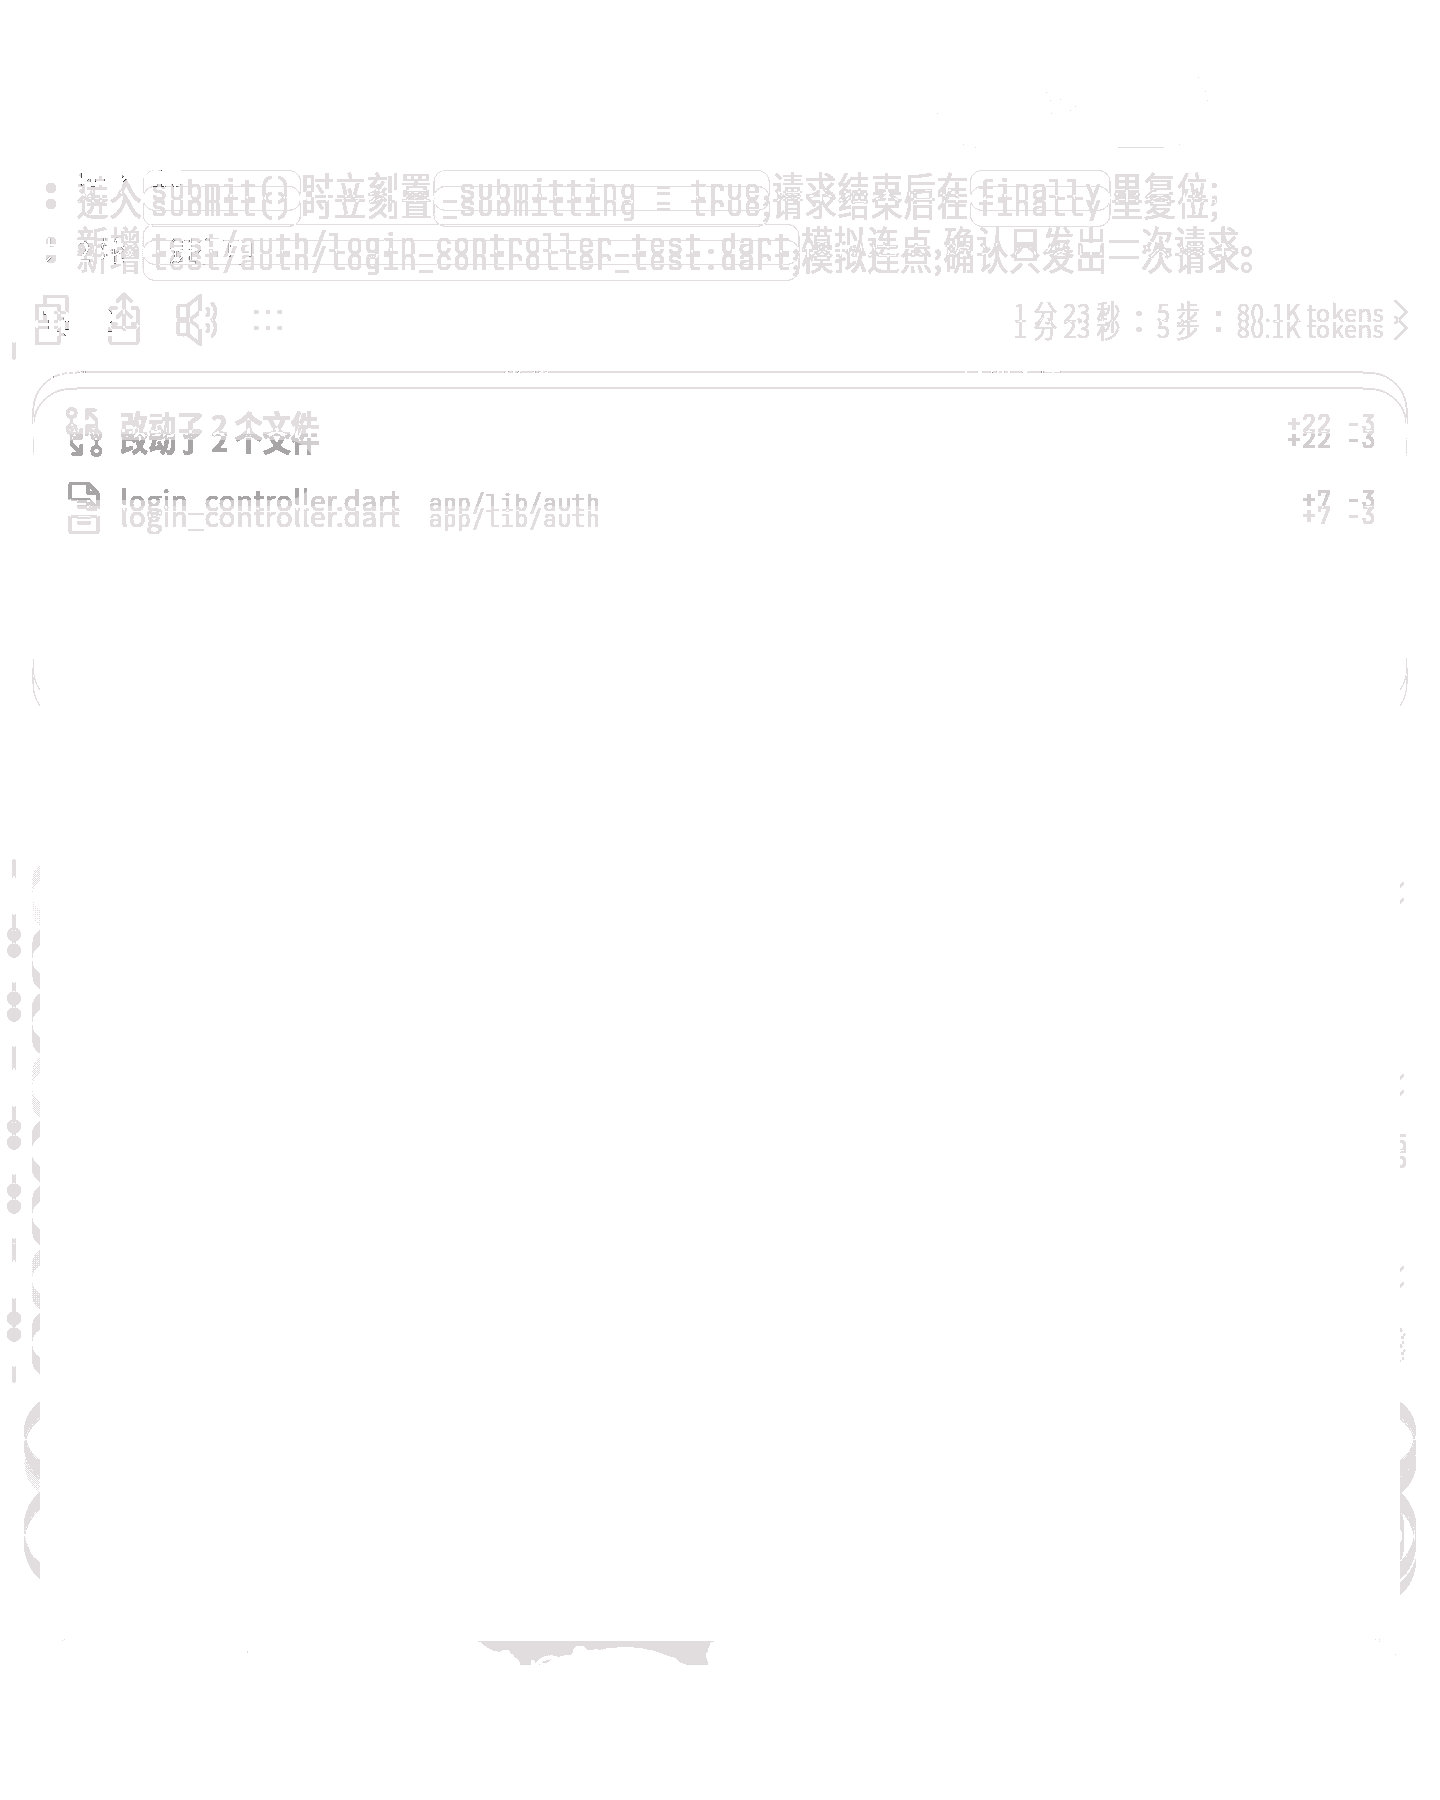 进入 submit() 时立刻置 _submitting = true,请求结束后在 finally 里复位;
新增 test/auth/login_controller_test.dart,模拟连点,确认只发出一次请求。
1 分 23 秒 · 5 步 · 80.1K tokens
改动了 2 个文件 +22 -3
login_controller.dart app/lib/auth +7 -3